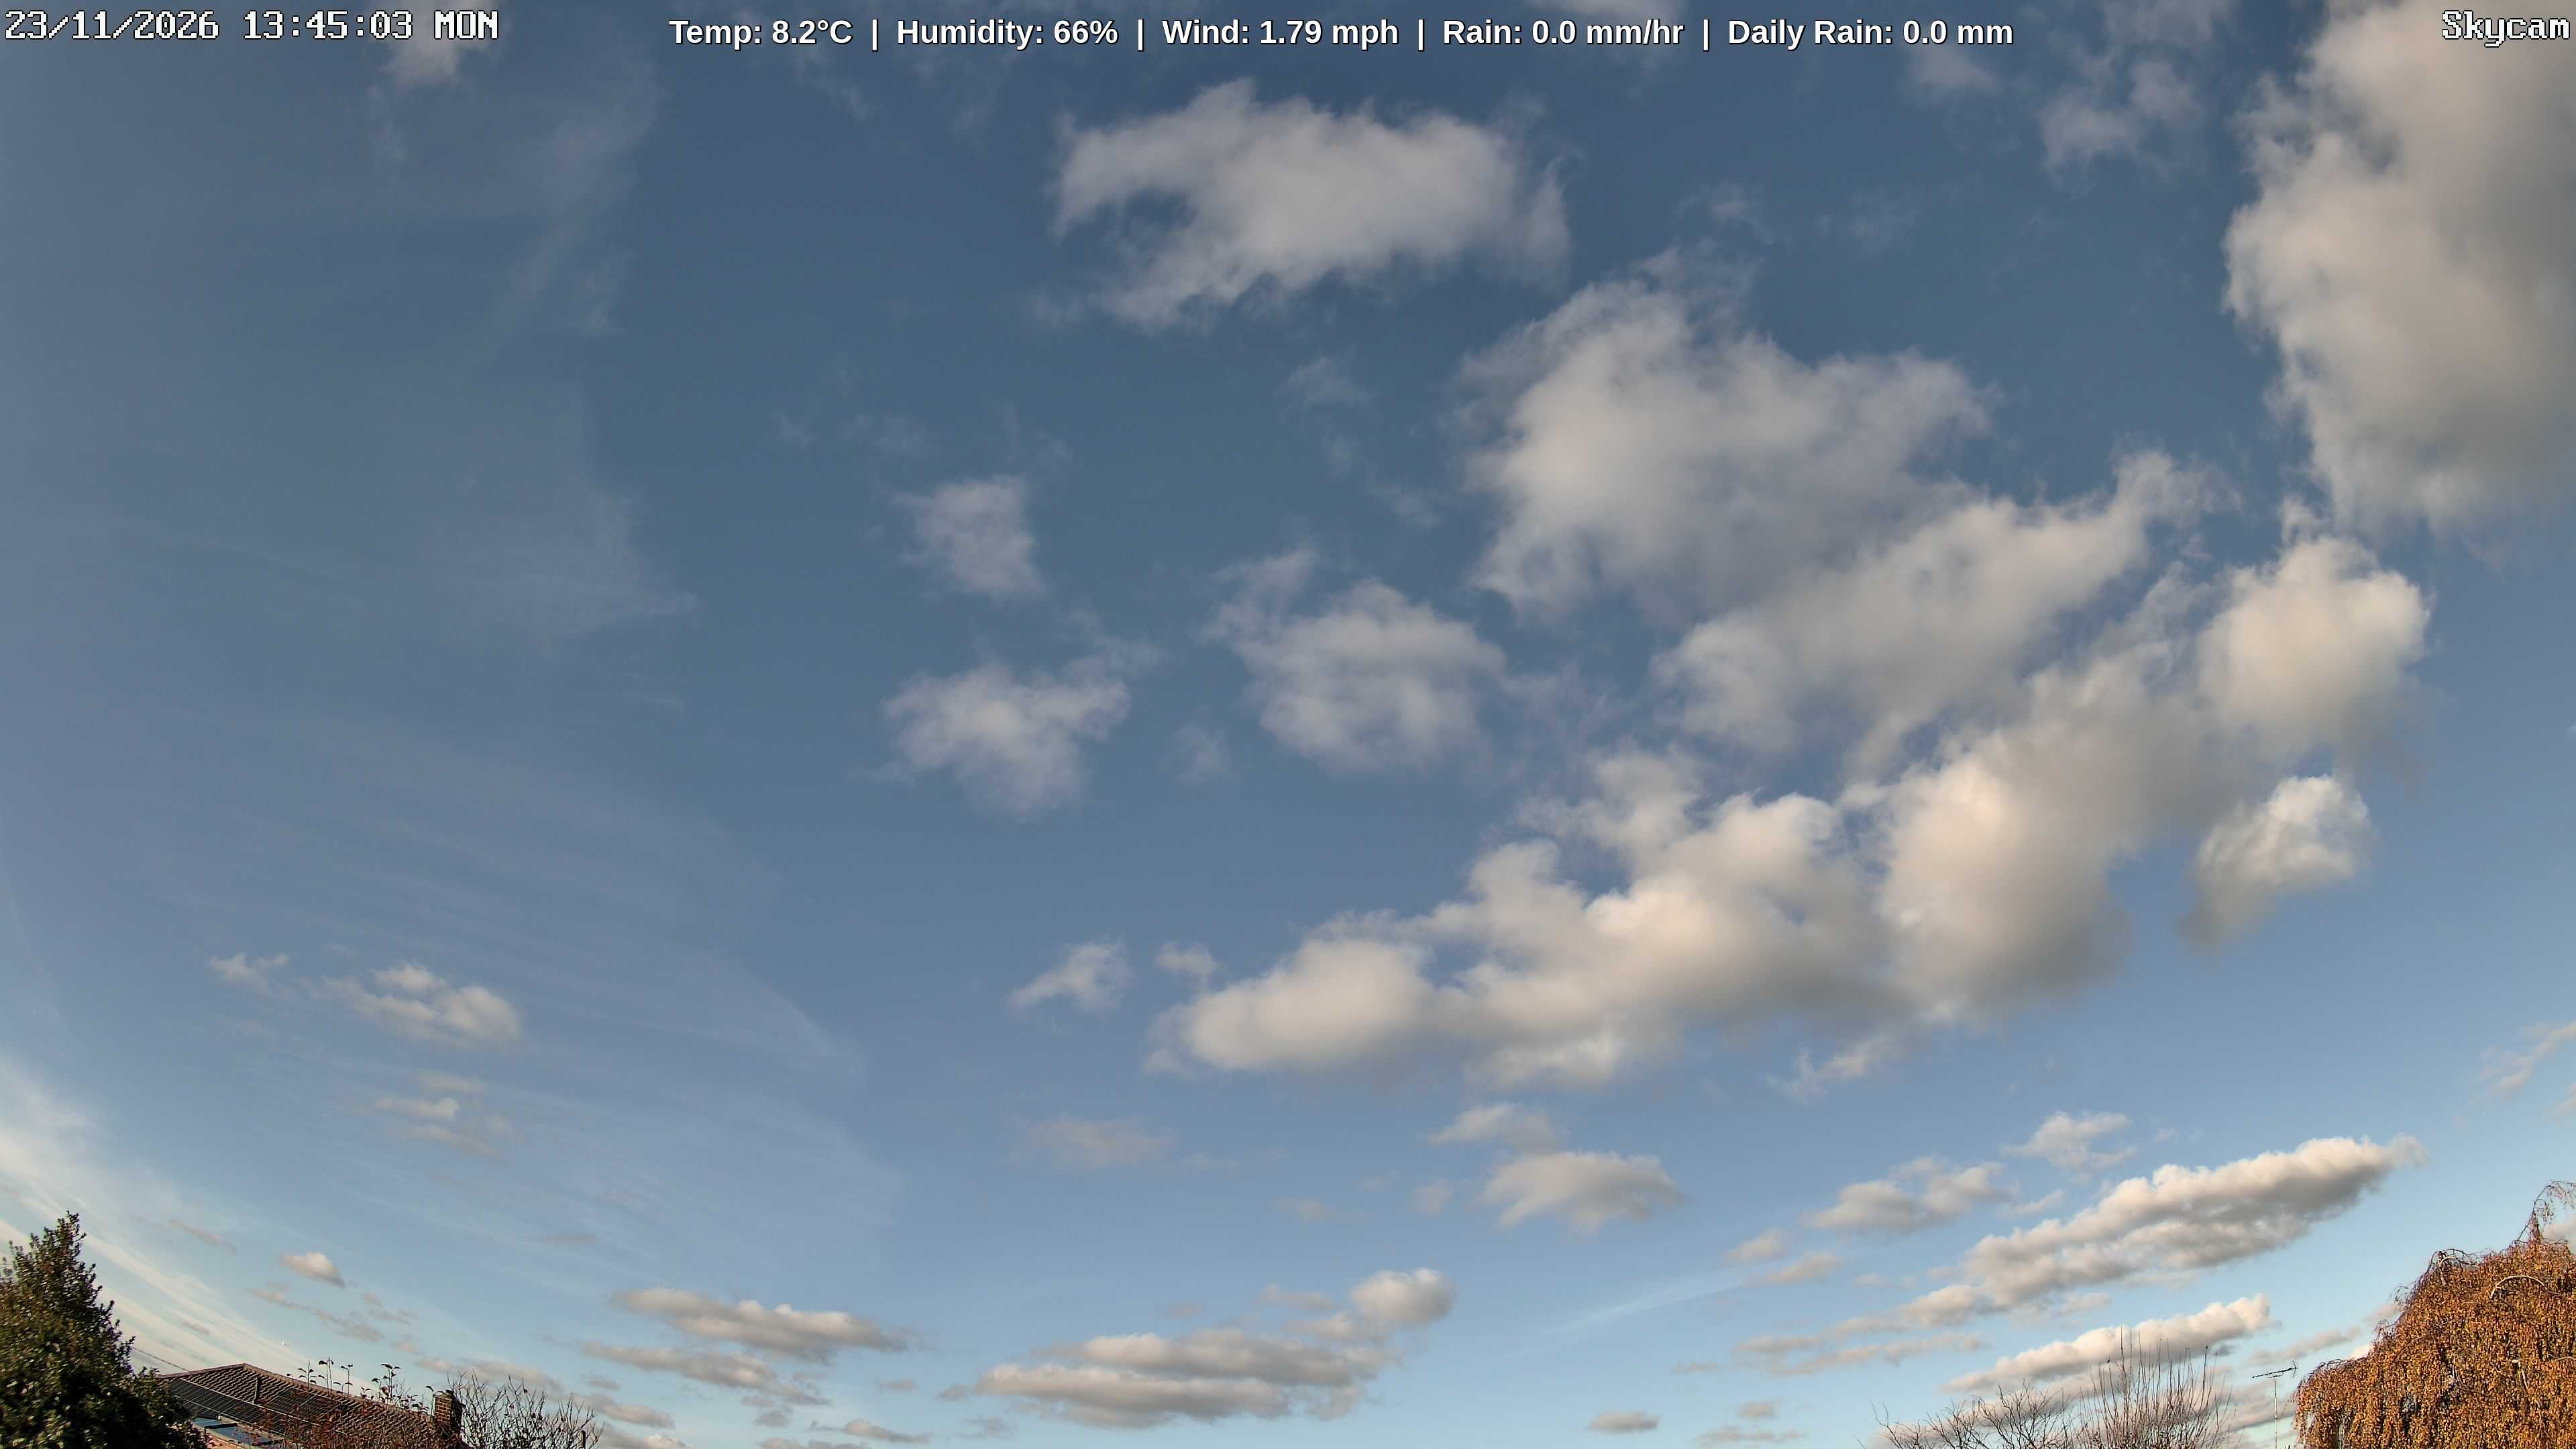 23/11/2026 13:45:03 MON
Temp: 8.2°C | Humidity: 66% | Wind: 1.79 mph | Rain: 0.0 mm/hr | Daily Rain: 0.0 mm
Skycam